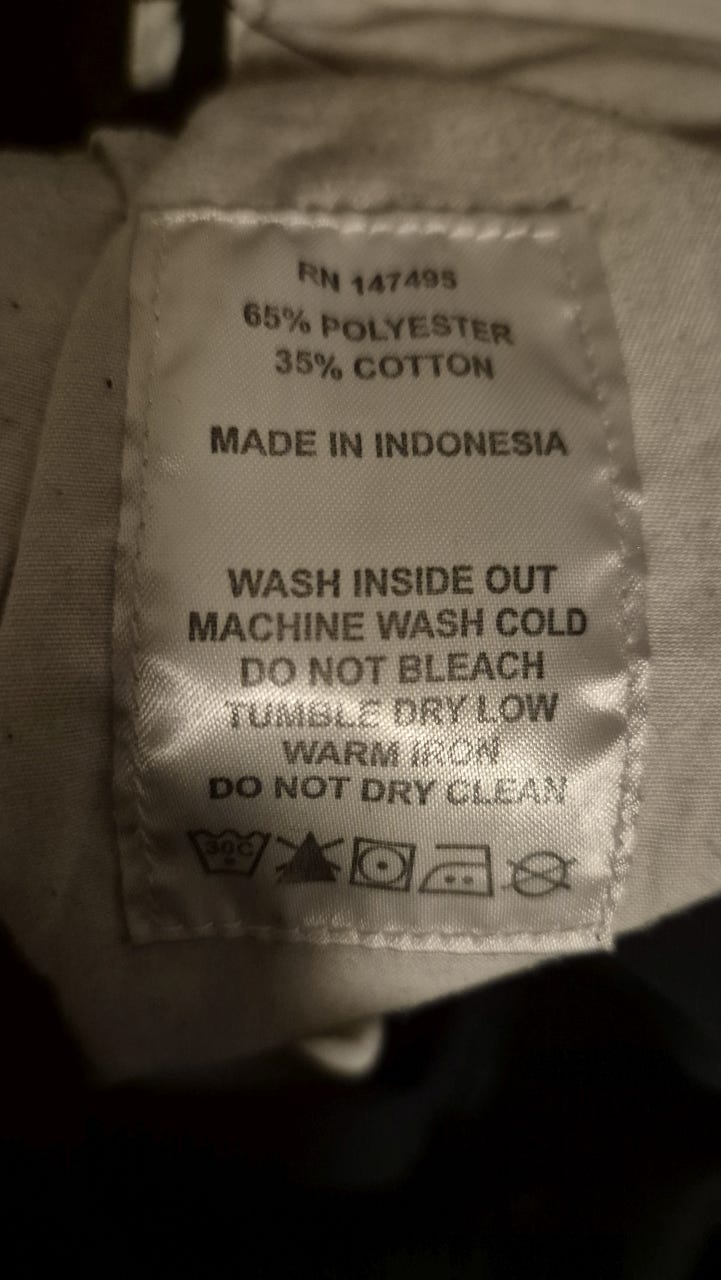 RN 147495
65% POLYESTER
35% COTTON
MADE IN INDONESIA
WASH INSIDE OUT
MACHINE WASH COLD
DO NOT BLEACH
TUMBLE DRY LOW
WARM IRON
DO NOT DRY CLEAN
30C